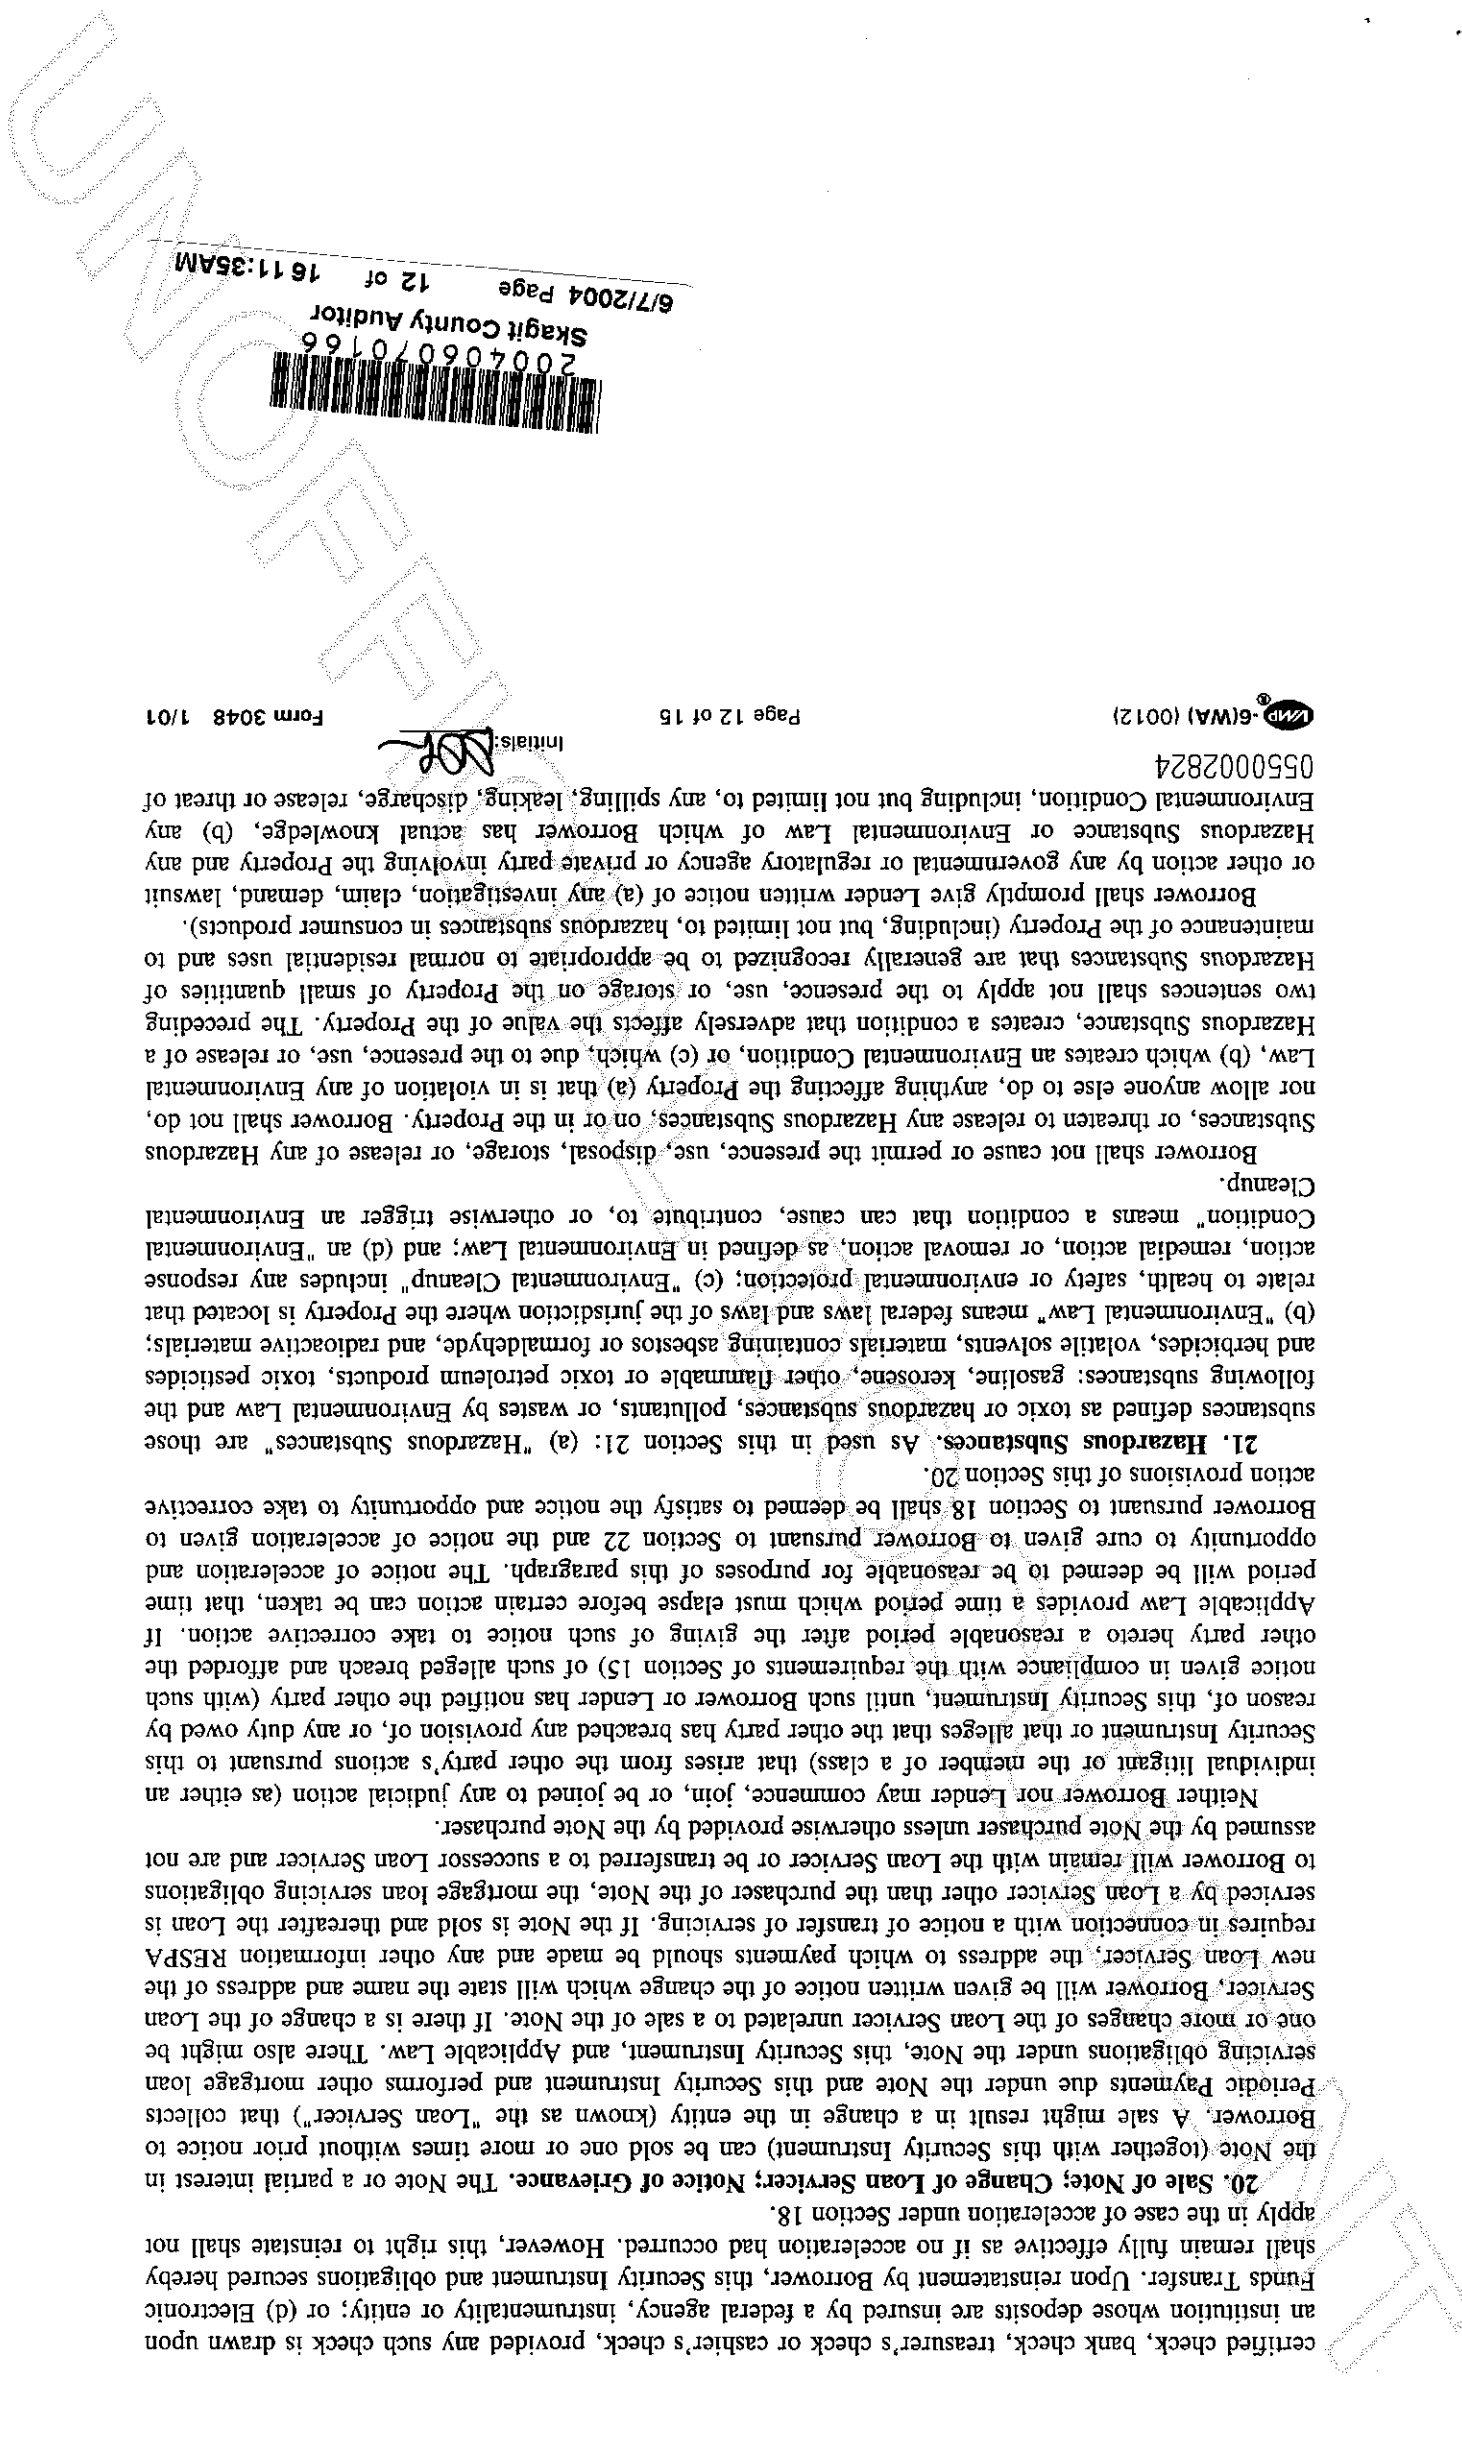 certified check, bank check, treasurer's check or cashier's check, provided any such check is drawn upon
an institution whose deposits are insured by a federal agency, instrumentality or entity; or (d) Electronic
Funds Transfer. Upon reinstatement by Borrower, this Security Instrument and obligations secured hereby
shall remain fully effective as if no acceleration had occurred. However, this right to reinstate shall not
apply in the case of acceleration under Section 18.
20. Sale of Note; Change of Loan Servicer; Notice of Grievance. The Note or a partial interest in
the Note (together with this Security Instrument) can be sold one or more times without prior notice to
Borrower. A sale might result in a change in the entity (known as the "Loan Servicer") that collects
Periodic Payments due under the Note and this Security Instrument and performs other mortgage loan
servicing obligations under the Note, this Security Instrument, and Applicable Law. There also might be
one or more changes of the Loan Servicer unrelated to a sale of the Note. If there is a change of the Loan
Servicer, Borrower will be given written notice of the change which will state the name and address of the
new Loan Servicer, the address to which payments should be made and any other information RESPA
requires in connection with a notice of transfer of servicing. If the Note is sold and thereafter the Loan is
serviced by a Loan Servicer other than the purchaser of the Note, the mortgage loan servicing obligations
to Borrower will remain with the Loan Servicer or be transferred to a successor Loan Servicer and are not
assumed by the Note purchaser unless otherwise provided by the Note purchaser.
Neither Borrower nor Lender may commence, join, or be joined to any judicial action (as either an
individual litigant or the member of a class) that arises from the other party's actions pursuant to this
Security Instrument or that alleges that the other party has breached any provision of, or any duty owed by
reason of, this Security Instrument, until such Borrower or Lender has notified the other party (with such
notice given in compliance with the requirements of Section 15) of such alleged breach and afforded the
other party hereto a reasonable period after the giving of such notice to take corrective action. If
Applicable Law provides a time period which must elapse before certain action can be taken, that time
period will be deemed to be reasonable for purposes of this paragraph. The notice of acceleration and
opportunity to cure given to Borrower pursuant to Section 22 and the notice of acceleration given to
Borrower pursuant to Section 18 shall be deemed to satisfy the notice and opportunity to take corrective
action provisions of this Section 20.
21. Hazardous Substances. As used in this Section 21: (a) "Hazardous Substances" are those
substances defined as toxic or hazardous substances, pollutants, or wastes by Environmental Law and the
following substances: gasoline, kerosene, other flammable or toxic petroleum products, toxic pesticides
and herbicides, volatile solvents, materials containing asbestos or formaldehyde, and radioactive materials;
(b) "Environmental Law" means federal laws and laws of the jurisdiction where the Property is located that
relate to health, safety or environmental protection; (c) "Environmental Cleanup" includes any response
action, remedial action, or removal action, as defined in Environmental Law; and (d) an "Environmental
Condition" means a condition that can cause, contribute to, or otherwise trigger an Environmental
Cleanup.
Borrower shall not cause or permit the presence, use, disposal, storage, or release of any Hazardous
Substances, or threaten to release any Hazardous Substances, on or in the Property. Borrower shall not do,
nor allow anyone else to do, anything affecting the Property (a) that is in violation of any Environmental
Law, (b) which creates an Environmental Condition, or (c) which, due to the presence, use, or release of a
Hazardous Substance, creates a condition that adversely affects the value of the Property. The preceding
two sentences shall not apply to the presence, use, or storage on the Property of small quantities of
Hazardous Substances that are generally recognized to be appropriate to normal residential uses and to
maintenance of the Property (including, but not limited to, hazardous substances in consumer products).
Borrower shall promptly give Lender written notice of (a) any investigation, claim, demand, lawsuit
or other action by any governmental or regulatory agency or private party involving the Property and any
Hazardous Substance or Environmental Law of which Borrower has actual knowledge, (b) any
Environmental Condition, including but not limited to, any spilling, leaking, discharge, release or threat of
0550002824
Initials:
VMP®-6(WA) (0012) Page 12 of 15 Form 3048 1/01
200406070166
Skagit County Auditor
6/7/2004 Page 12 of 16 11:35AM
UNOFFICIAL DOCUMENT